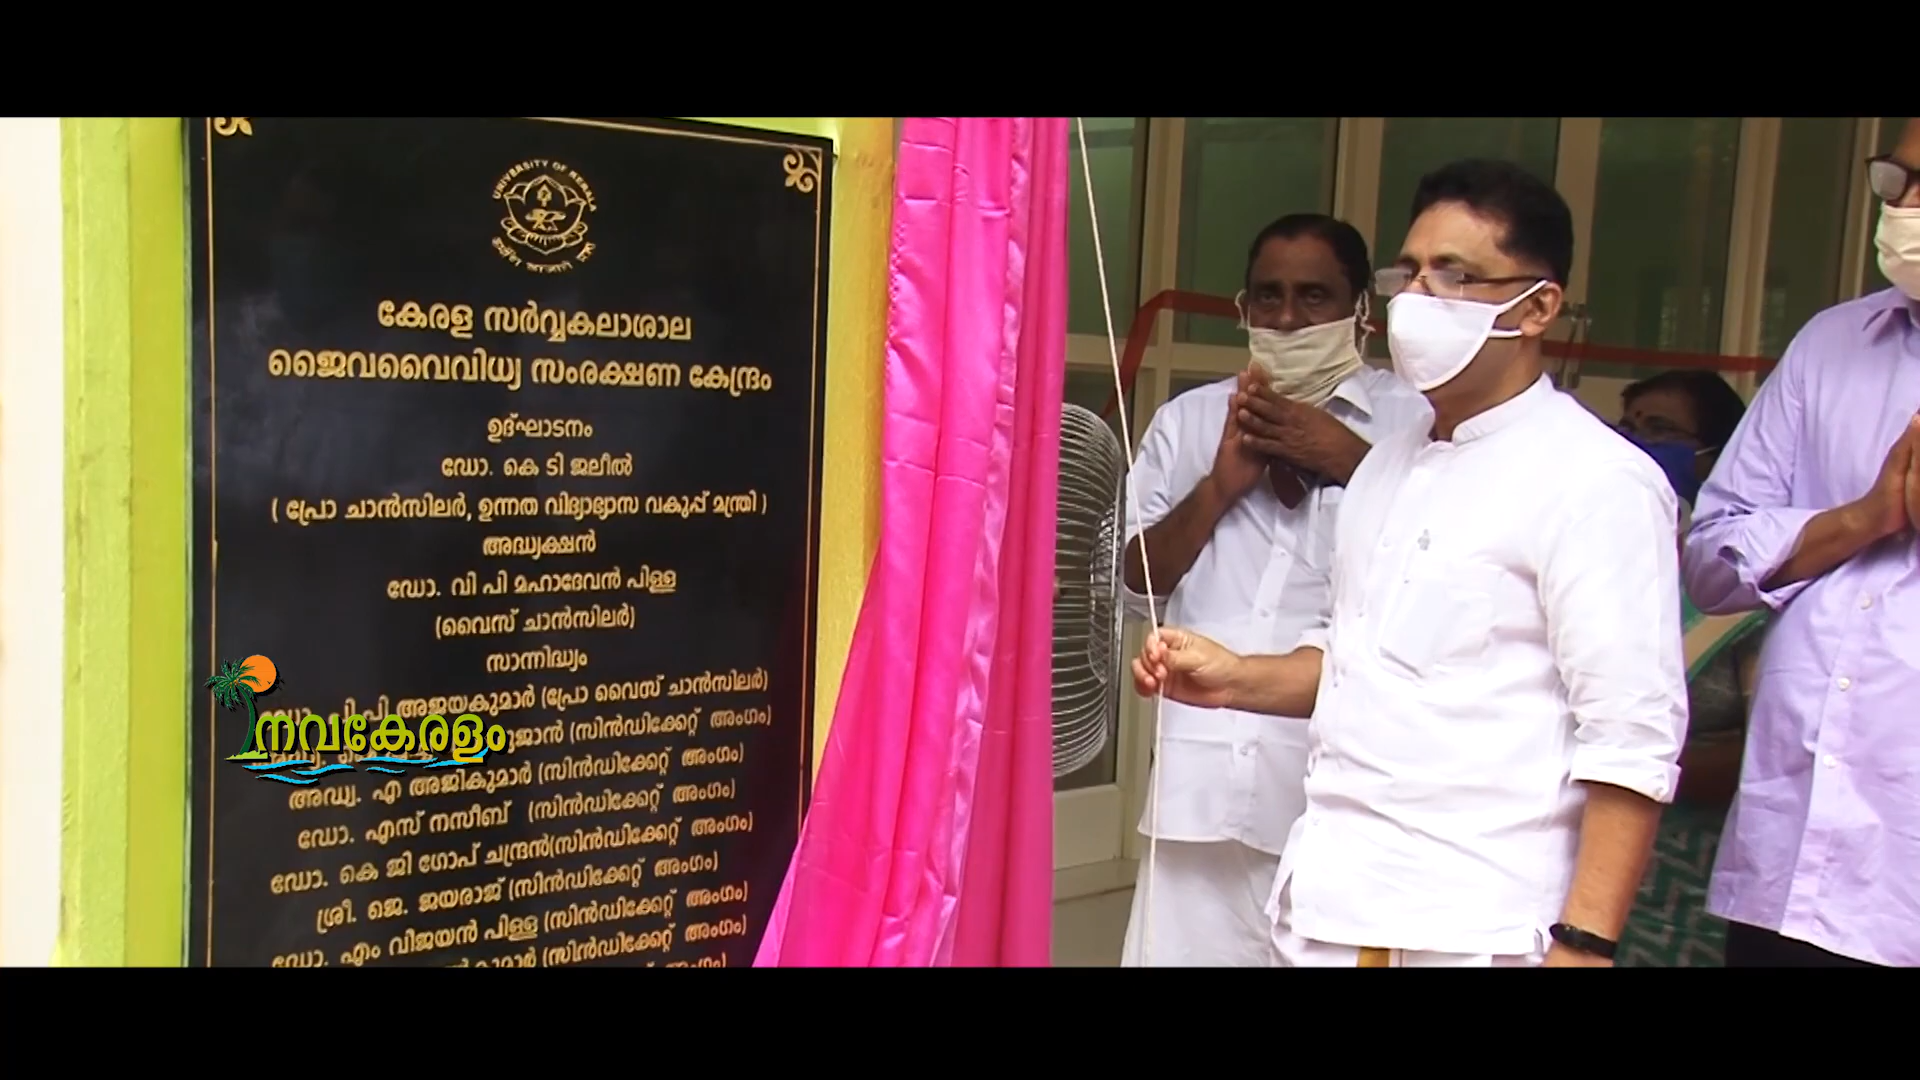 UNIVERSITY OF KERALA
കേരള സർവ്വകലാശാല
ജൈവവൈവിധ്യ സംരക്ഷണ കേന്ദ്രം
ഉദ്ഘാടനം
ഡോ. കെ ടി ജലീൽ
( പ്രോ ചാൻസിലർ, ഉന്നത വിദ്യാഭ്യാസ വകുപ്പ് മന്ത്രി )
അദ്ധ്യക്ഷൻ
ഡോ. വി പി മഹാദേവൻ പിള്ള
(വൈസ് ചാൻസിലർ)
സാന്നിദ്ധ്യം
ഡോ. പി. പി. അജയകുമാർ (പ്രോ വൈസ് ചാൻസിലർ)
(സിൻഡിക്കേറ്റ് അംഗം)
അഡ്വ. എ അജികുമാർ (സിൻഡിക്കേറ്റ് അംഗം)
ഡോ. എസ് നസീബ് (സിൻഡിക്കേറ്റ് അംഗം)
ഡോ. കെ ജി ഗോപ് ചന്ദ്രൻ(സിൻഡിക്കേറ്റ് അംഗം)
ശ്രീ. ജെ. ജയരാജ് (സിൻഡിക്കേറ്റ് അംഗം)
ഡോ. എം വിജയൻ പിള്ള (സിൻഡിക്കേറ്റ് അംഗം)
(സിൻഡിക്കേറ്റ് അംഗം)
നവകേരളം